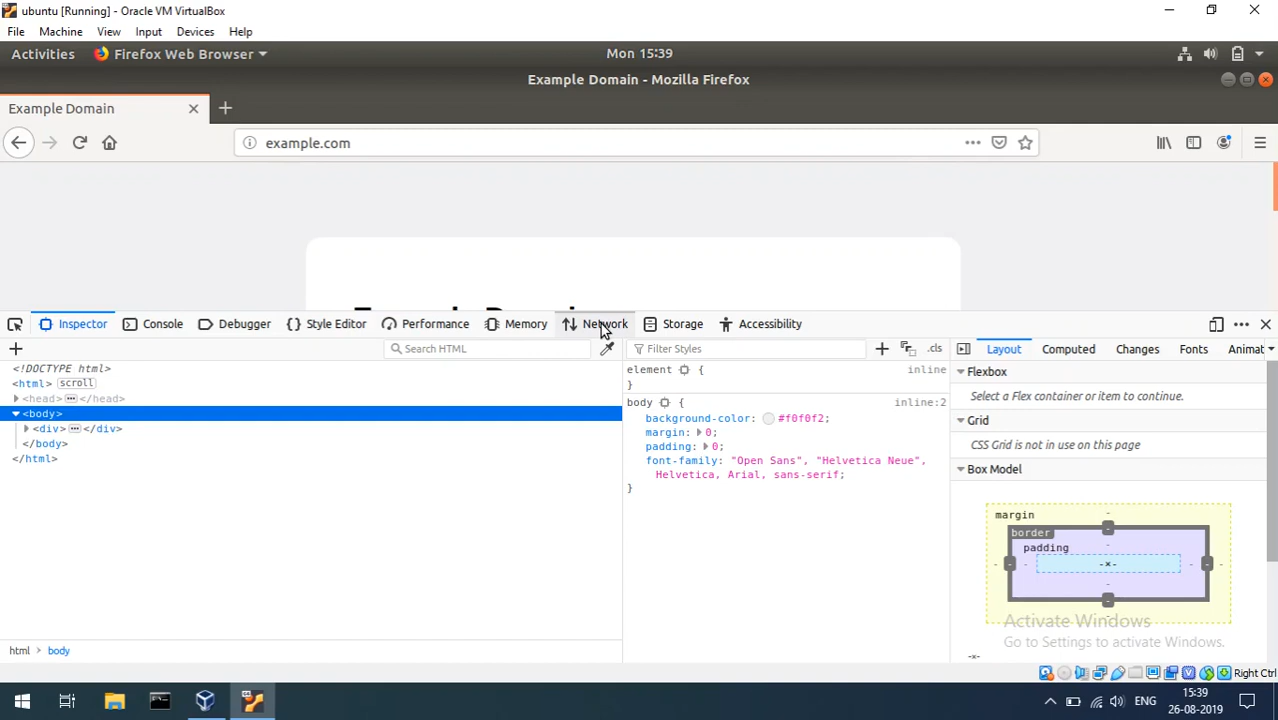 ubuntu [Running] - Oracle VM VirtualBox
File Machine View Input Devices Help
Activities Firefox Web Browser Mon 15:39
Example Domain - Mozilla Firefox
Example Domain
example.com
Example Domain
Inspector Console Debugger Style Editor Performance Memory Network Storage Accessibility
Search HTML Filter Styles .cls Layout Computed Changes Fonts Animat
<!DOCTYPE html>
<html> scroll
<head> </head>
<body>
<div> </div>
</body>
</html>
html body
element { inline
}
body { inline:2
background-color: #f0f0f2;
margin: 0;
padding: 0;
font-family: "Open Sans", "Helvetica Neue",
Helvetica, Arial, sans-serif;
}
Flexbox
Select a Flex container or item to continue.
Grid
CSS Grid is not in use on this page
Box Model
margin -
border -
padding -
- - - -×- - - -
-
-
-
Activate Windows
Go to Settings to activate Windows.
-×-
Right Ctrl
ENG 15:39
26-08-2019